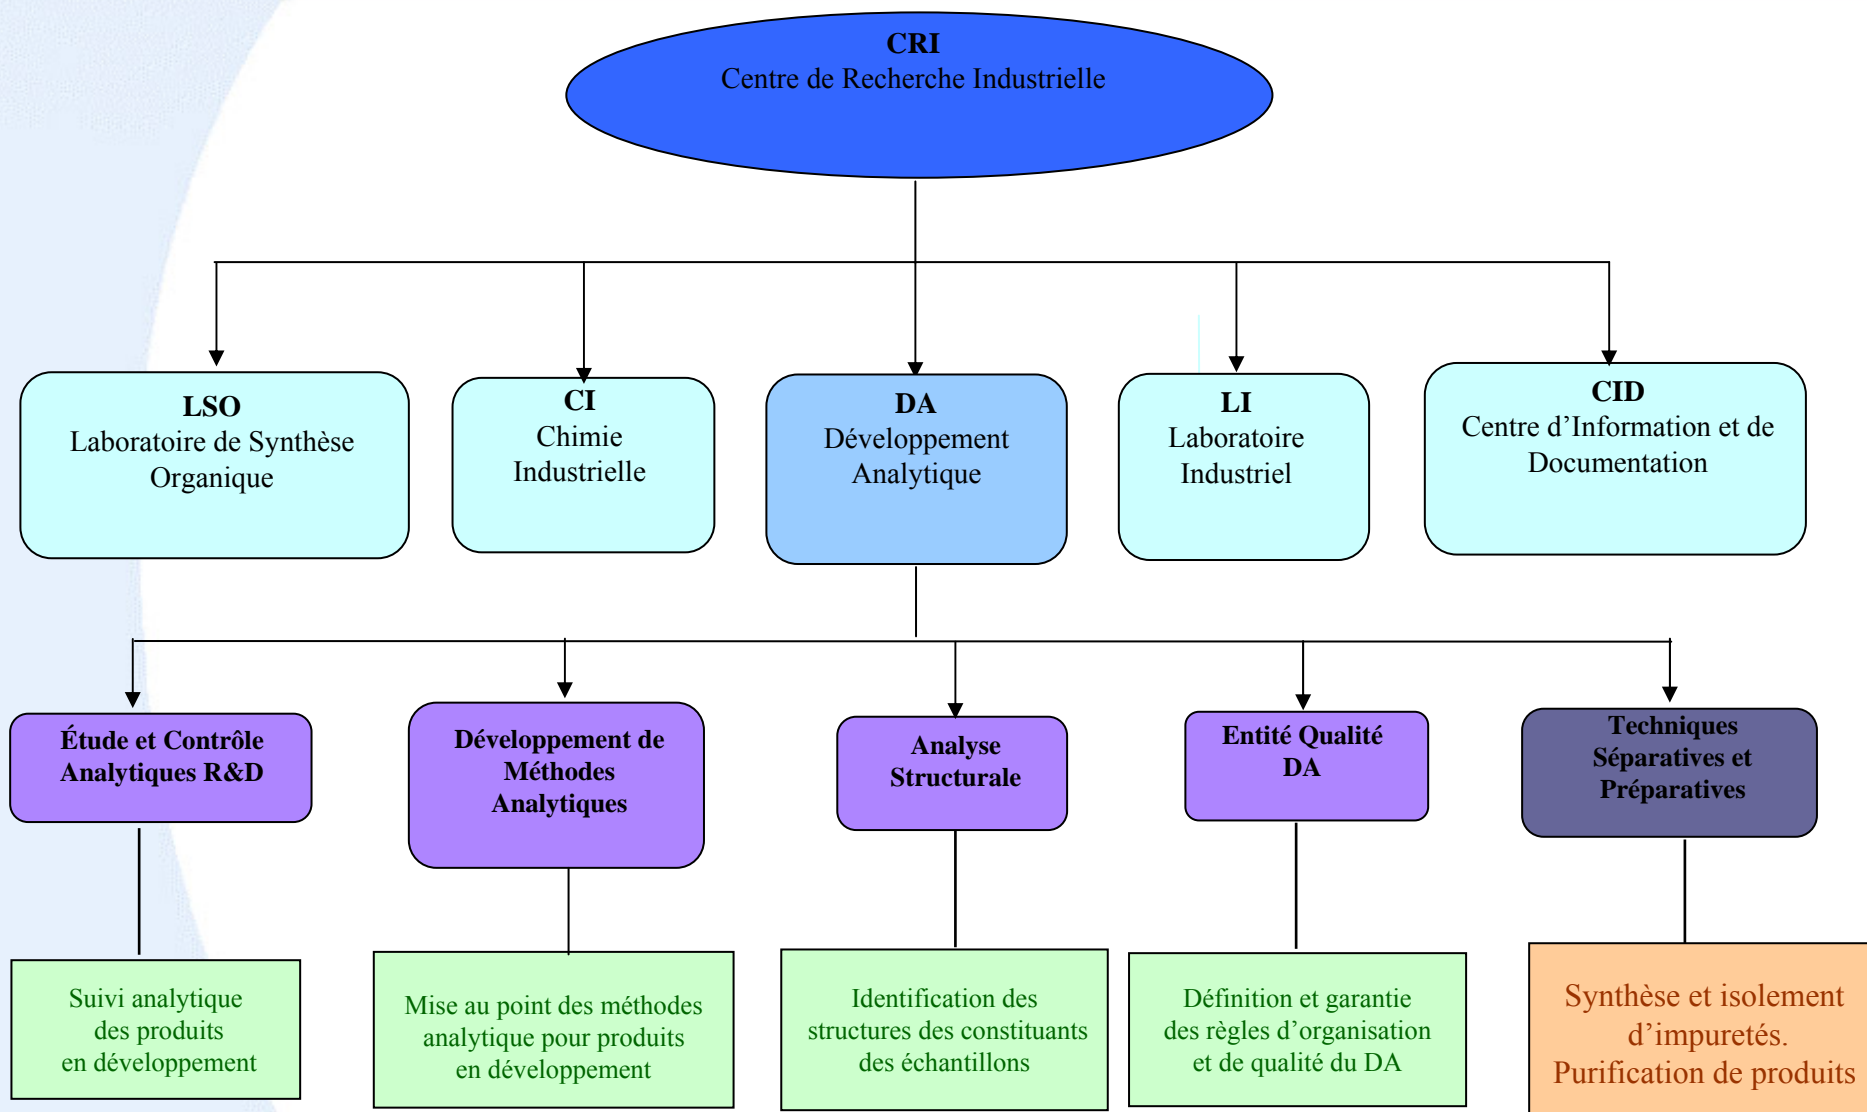 CRI
Centre de Recherche Industrielle
LSO
Laboratoire de Synthèse
Organique
CI
Chimie
Industrielle
DA
Développement
Analytique
LI
Laboratoire
Industriel
CID
Centre d’Information et de
Documentation
Étude et Contrôle
Analytiques R&D
Développement de
Méthodes
Analytiques
Analyse
Structurale
Entité Qualité
DA
Techniques
Séparatives et
Préparatives
Suivi analytique
des produits
en développement
Mise au point des méthodes
analytique pour produits
en développement
Identification des
structures des constituants
des échantillons
Définition et garantie
des règles d’organisation
et de qualité du DA
Synthèse et isolement
d’impuretés.
Purification de produits